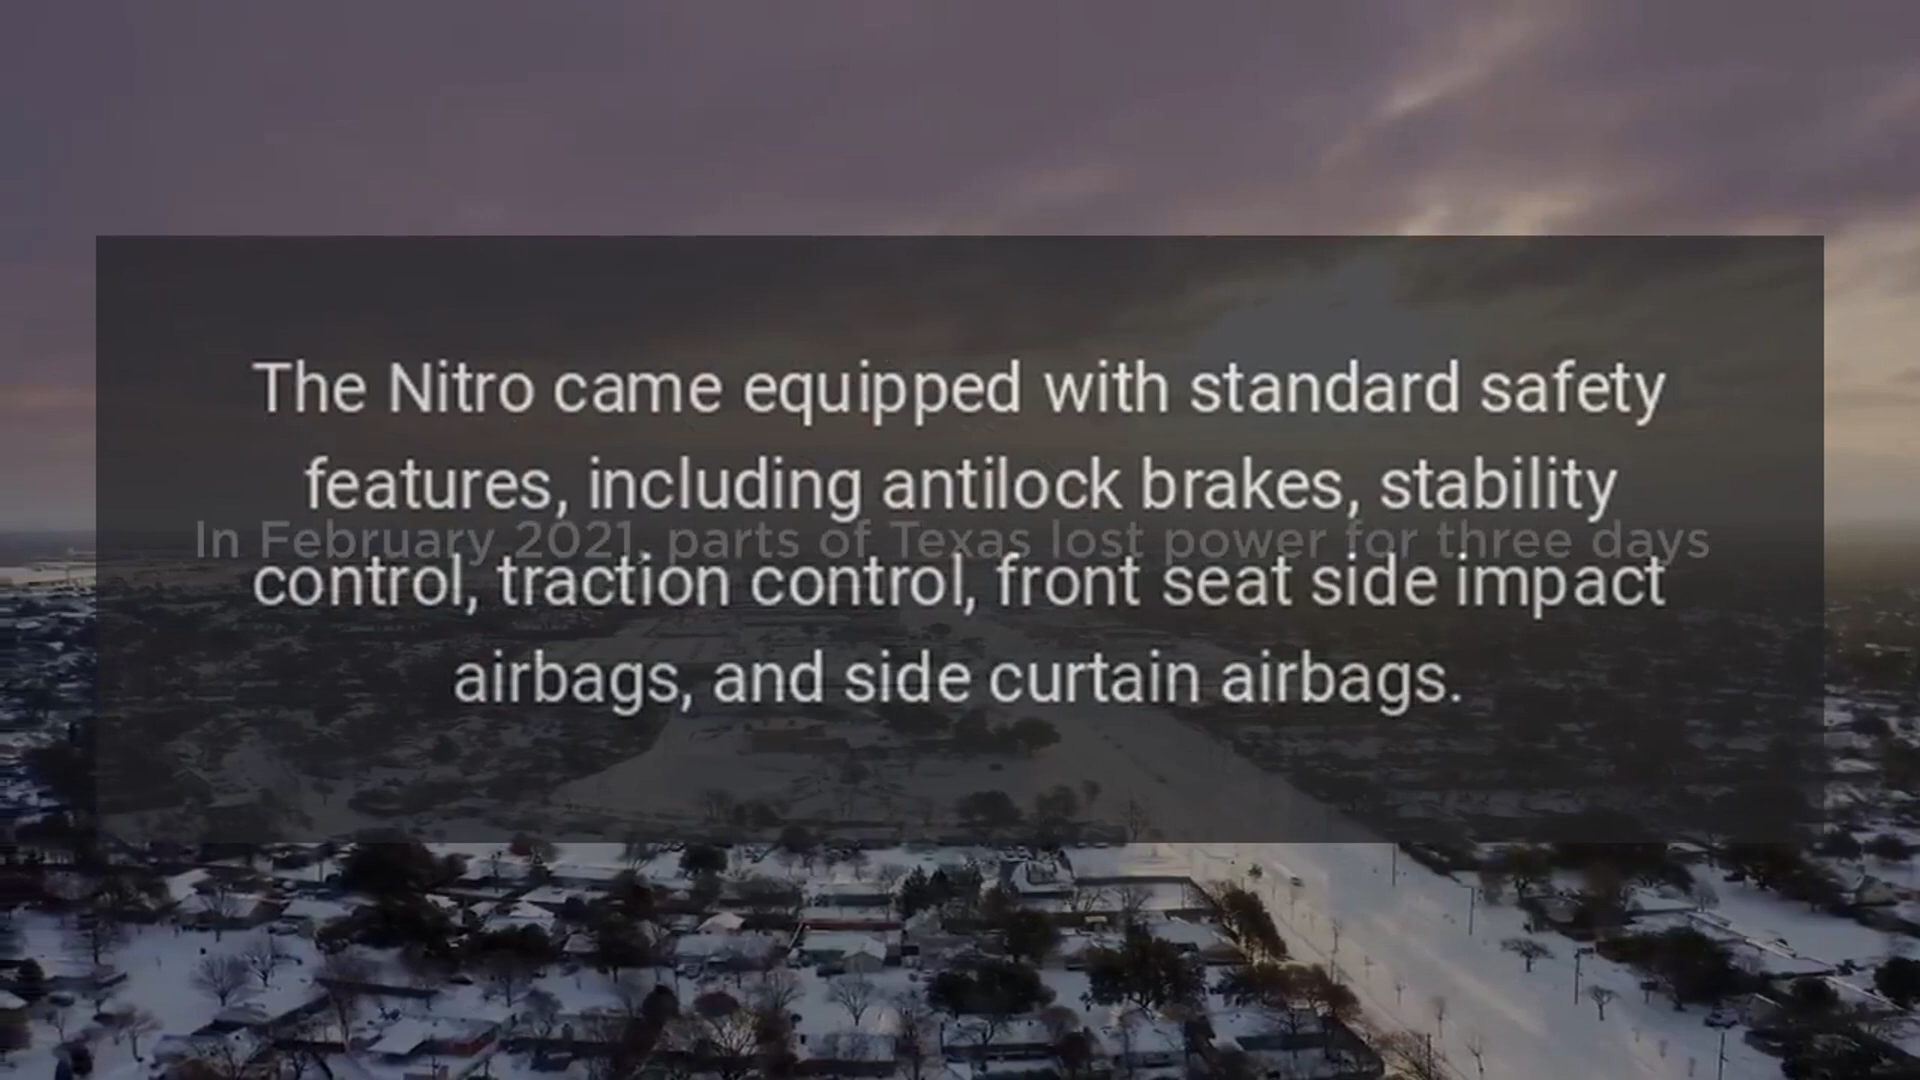 The Nitro came equipped with standard safety
features, including antilock brakes, stability
In February 2021, parts of Texas lost power for three days
control, traction control, front seat side impact
airbags, and side curtain airbags.